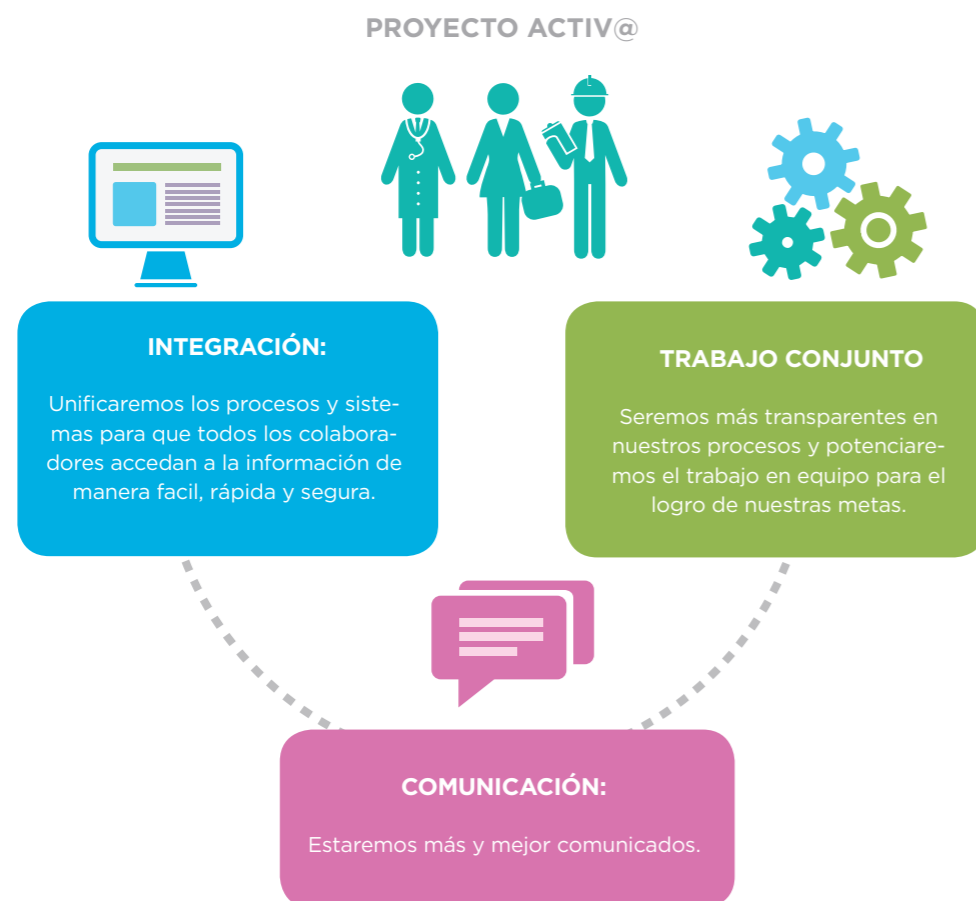 PROYECTO ACTIV@
INTEGRACIÓN:
Unificaremos los procesos y siste-
mas para que todos los colabora-
dores accedan a la información de
manera facil, rápida y segura.
TRABAJO CONJUNTO
Seremos más transparentes en
nuestros procesos y potenciare-
mos el trabajo en equipo para el
logro de nuestras metas.
COMUNICACIÓN:
Estaremos más y mejor comunicados.